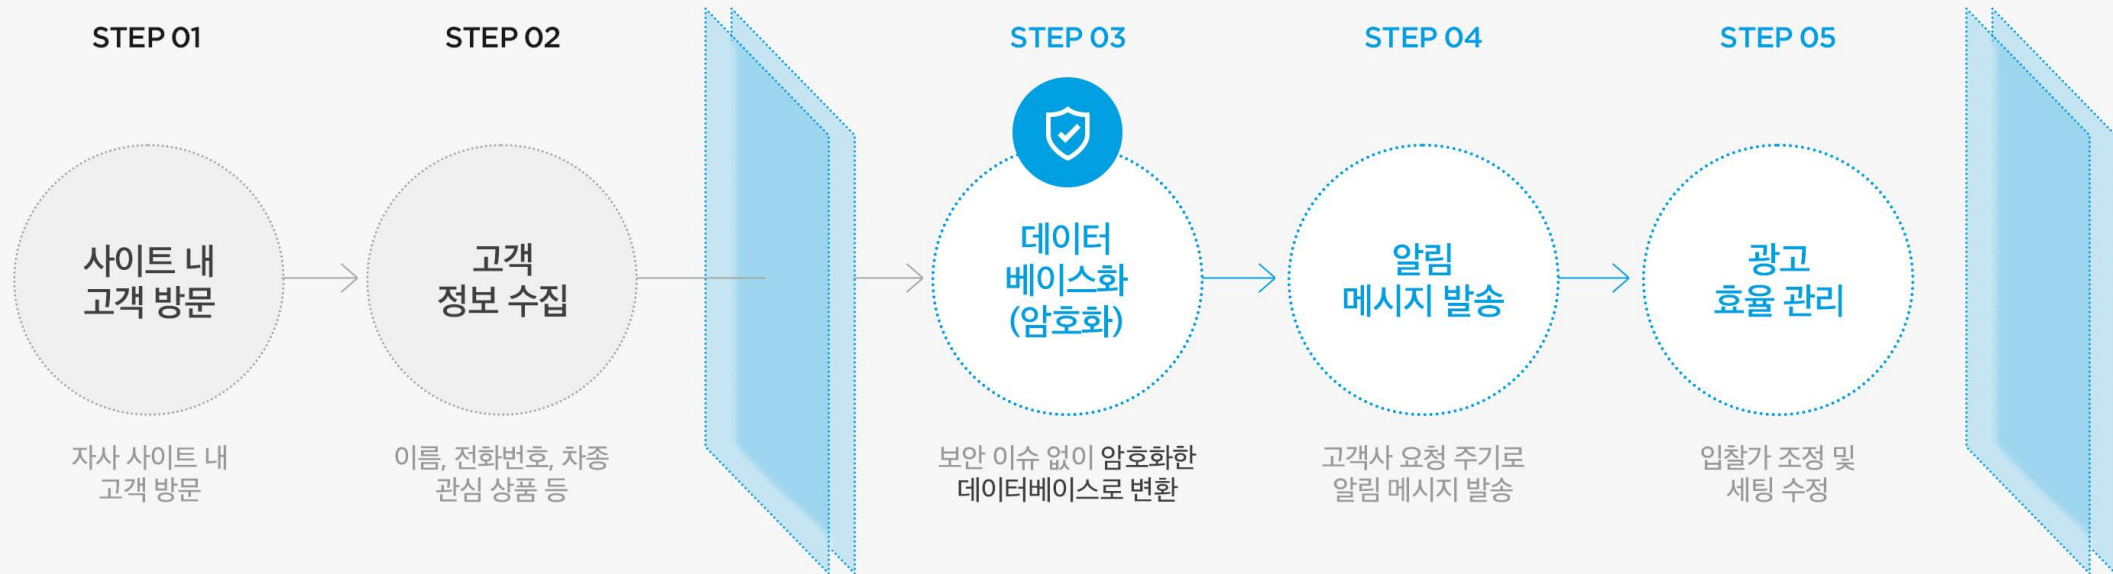 STEP 01
사이트 내
고객 방문
자사 사이트 내
고객 방문
STEP 02
고객
정보 수집
이름, 전화번호, 차종
관심 상품 등
STEP 03
데이터
베이스화
(암호화)
보안 이슈 없이 암호화한
데이터베이스로 변환
STEP 04
알림
메시지 발송
고객사 요청 주기로
알림 메시지 발송
STEP 05
광고
효율 관리
입찰가 조정 및
세팅 수정